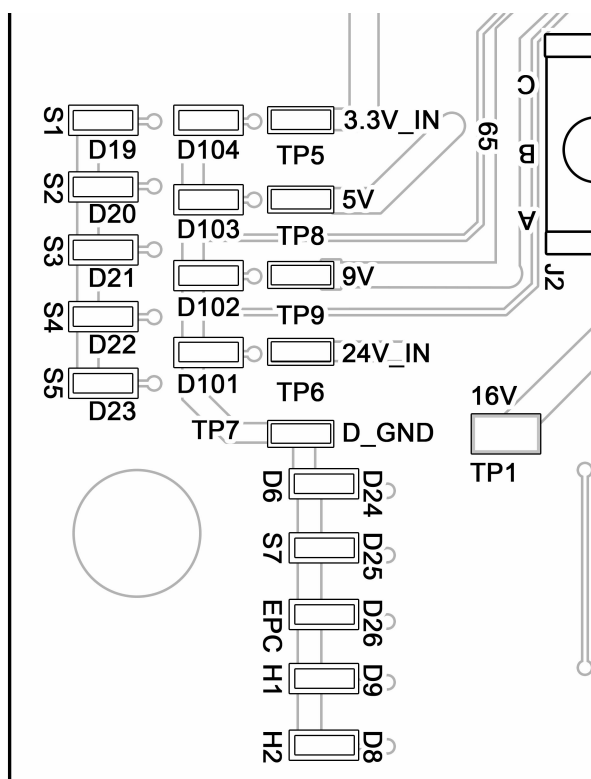 C
S1
D19
D104
3.3V_IN
TP5
65
B
S2
D20
D103
5V
TP8
A
S3
D21
D102
9V
TP9
J2
S4
D22
D101
24V_IN
TP6
S5
D23
16V
TP7
D_GND
TP1
D6
D24
S7
D25
EPC
D26
H1
D9
H2
D8